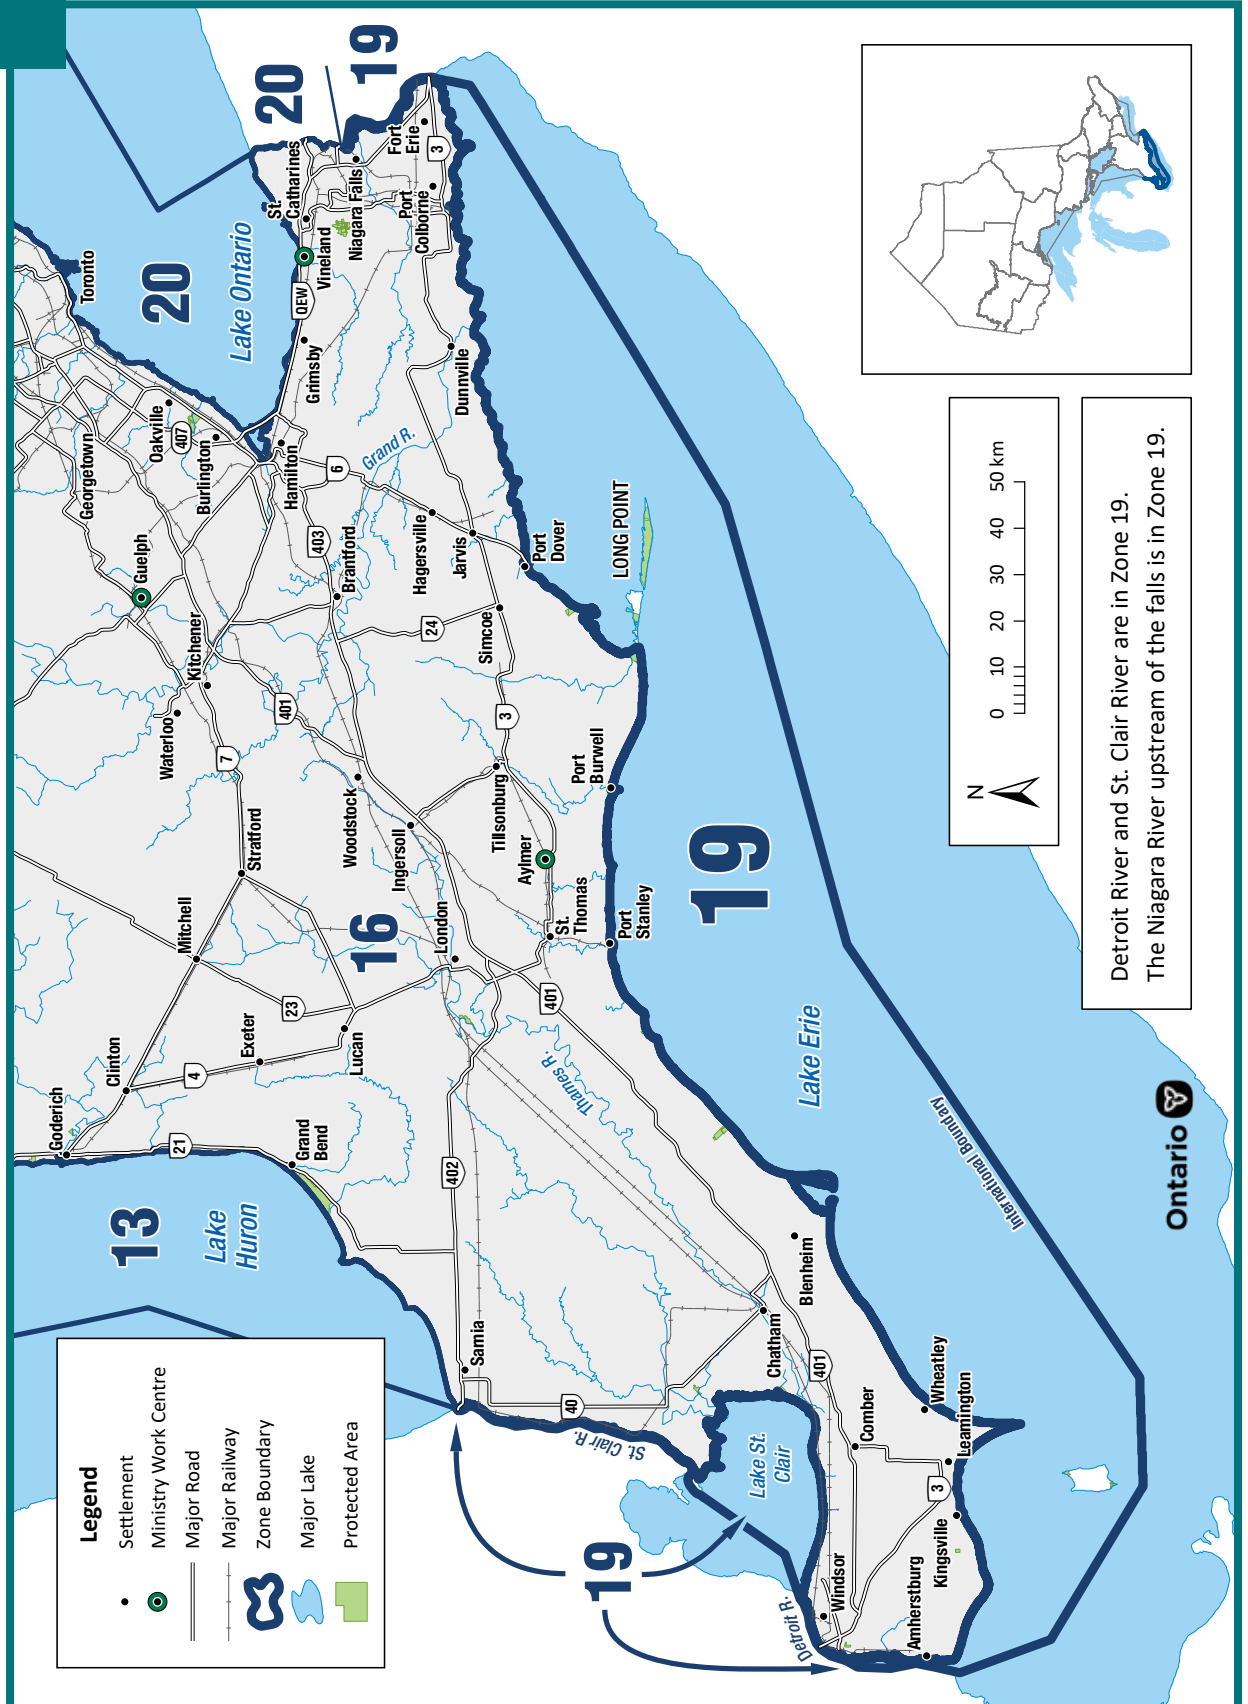 Legend
Settlement
Ministry Work Centre
Major Road
Major Railway
Zone Boundary
Major Lake
Protected Area
13
Lake
Huron
Goderich
Clinton
21
4
Exeter
Grand
Bend
Mitchell
23
Lucan
Stratford
7
Waterloo
Kitchener
Guelph
Georgetown
Oakville
407
Burlington
Toronto
20
Lake Ontario
20
19
St.
Catharines
Vineland
QEW
Grimsby
Niagara Falls
Fort
Erie
3
Port
Colborne
Hamilton
6
Grand R.
Dunnville
403
Brantford
Hagersville
Jarvis
Port
Dover
LONG POINT
24
Simcoe
401
Woodstock
Ingersoll
3
Tillsonburg
Port
Burwell
Aylmer
16
London
St.
Thomas
Port
Stanley
401
Thames R.
402
Sarnia
40
St. Clair R.
Lake St.
Clair
Chatham
Blenheim
401
Comber
Wheatley
Leamington
3
Kingsville
Windsor
Amherstburg
Detroit R.
19
19
Lake Erie
International Boundary
N
0 10 20 30 40 50 km
Detroit River and St. Clair River are in Zone 19.
The Niagara River upstream of the falls is in Zone 19.
Ontario